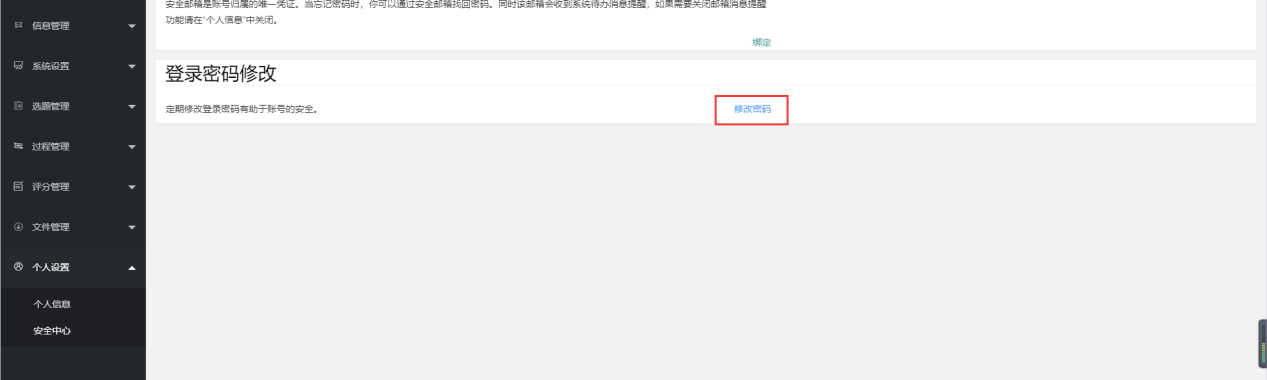 安全邮箱是账号归属的唯一凭证。当忘记密码时，你可以通过安全邮箱找回密码。同时该邮箱会收到系统待办消息提醒，如果需要关闭邮箱消息提醒
功能请在“个人信息”中关闭。
绑定
登录密码修改
定期修改登录密码有助于账号的安全。
修改密码
信息管理
系统设置
选题管理
过程管理
评分管理
文件管理
个人设置
个人信息
安全中心